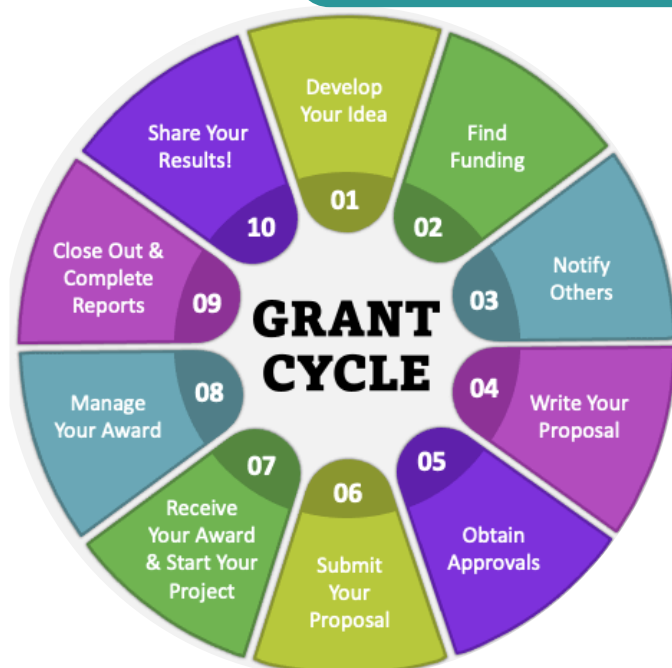 Develop
Your Idea
01
Find
Funding
02
Notify
Others
03
Write Your
Proposal
04
Obtain
Approvals
05
Submit
Your
Proposal
06
Receive
Your Award
& Start Your
Project
07
Manage
Your Award
08
Close Out &
Complete
Reports
09
Share Your
Results!
10
GRANT
CYCLE